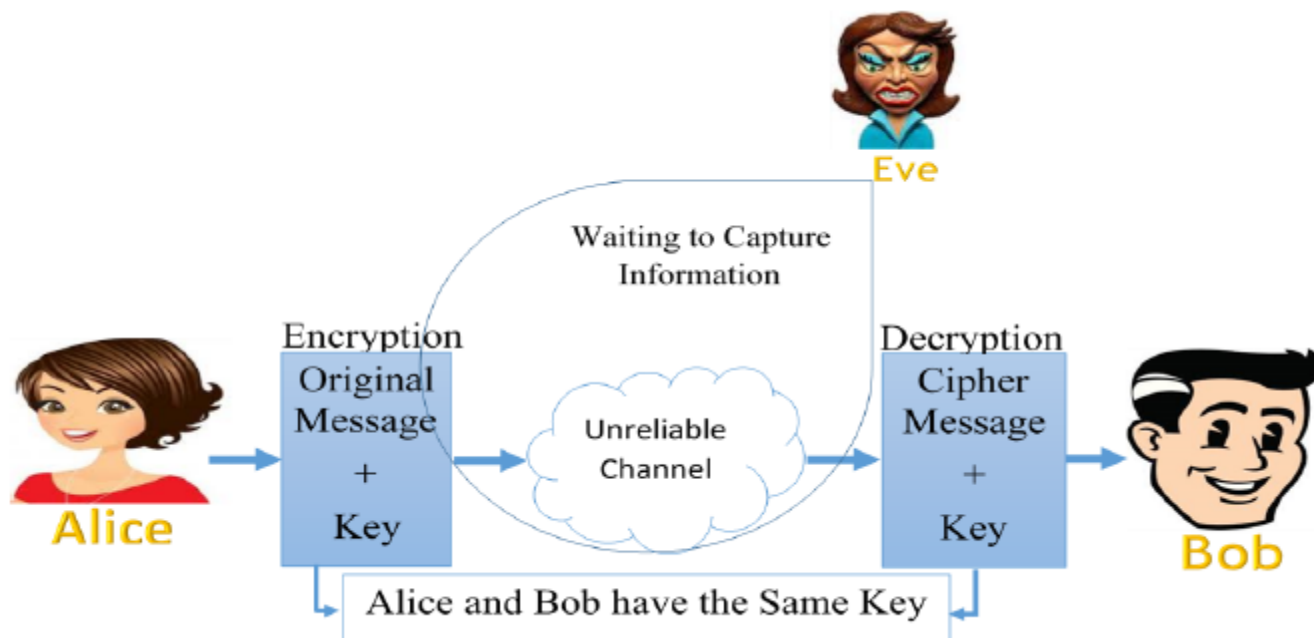 Eve
Waiting to Capture
Information
Encryption
Original
Message
+
Key
Unreliable
Channel
Decryption
Cipher
Message
+
Key
Alice
Bob
Alice and Bob have the Same Key